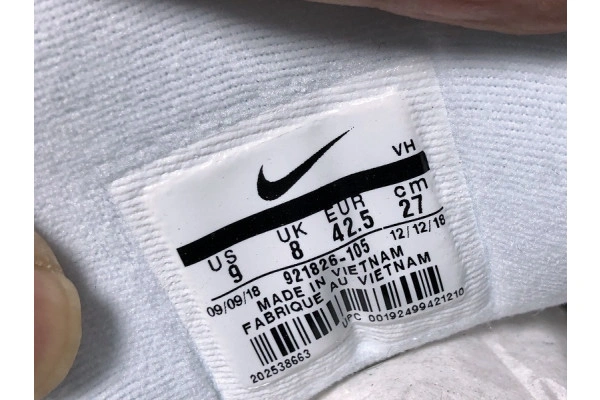 VH
US UK EUR cm
9 8 42.5 27
09/09/18 921826-105 12/12/18
MADE IN VIETNAM
FABRIQUE AU VIETNAM
UPC 00192499421210
202538663